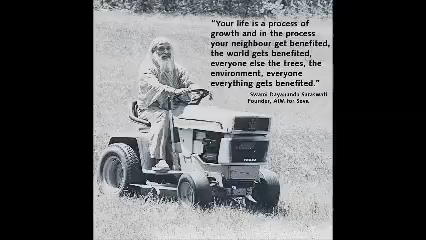 "Your life is a process of
growth and in the process
your neighbour get benefited,
the world gets benefited,
everyone else the trees, the
environment, everyone
everything gets benefited."
Swami Dayananda Saraswati
Founder, AIM for Seva